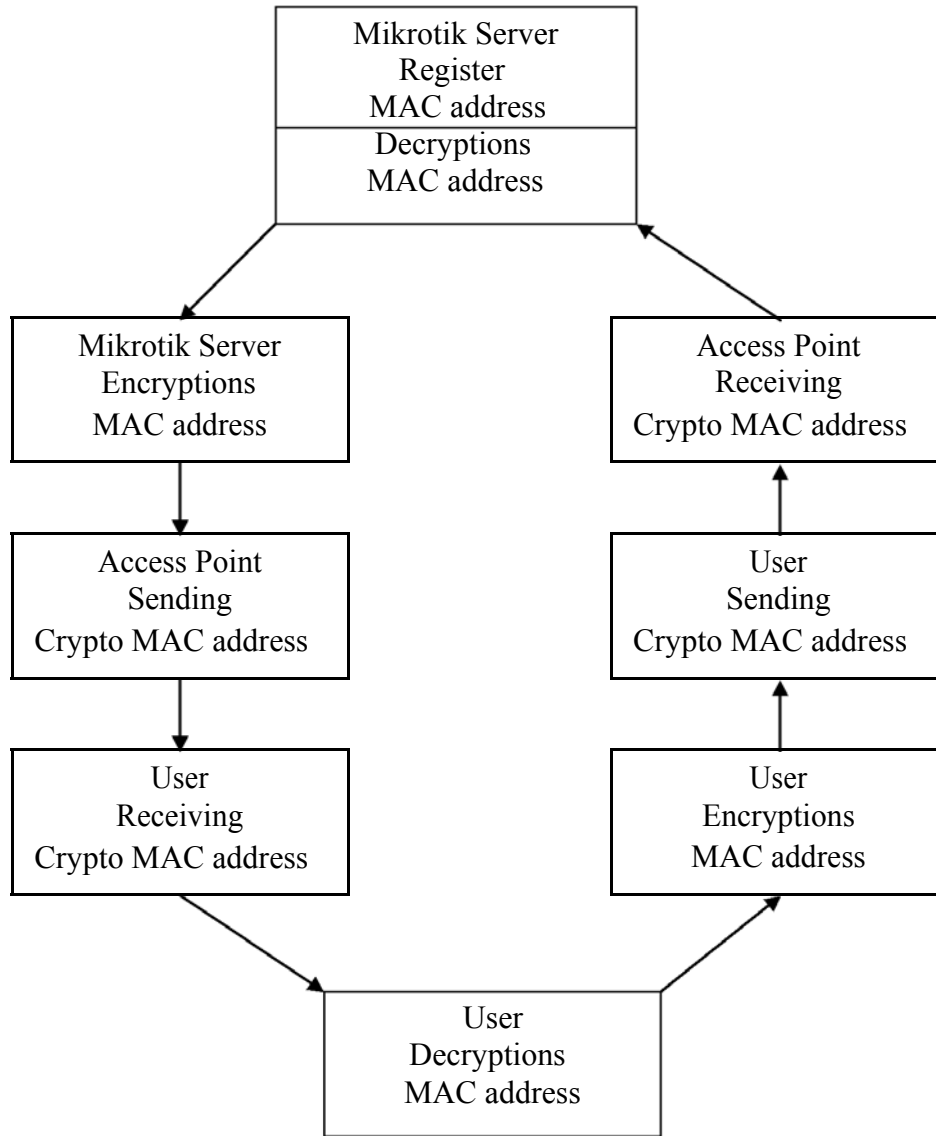 Mikrotik Server
Register
MAC address
Decryptions
MAC address
Mikrotik Server
Encryptions
MAC address
Access Point
Receiving
Crypto MAC address
Access Point
Sending
Crypto MAC address
User
Sending
Crypto MAC address
User
Receiving
Crypto MAC address
User
Encryptions
MAC address
User
Decryptions
MAC address